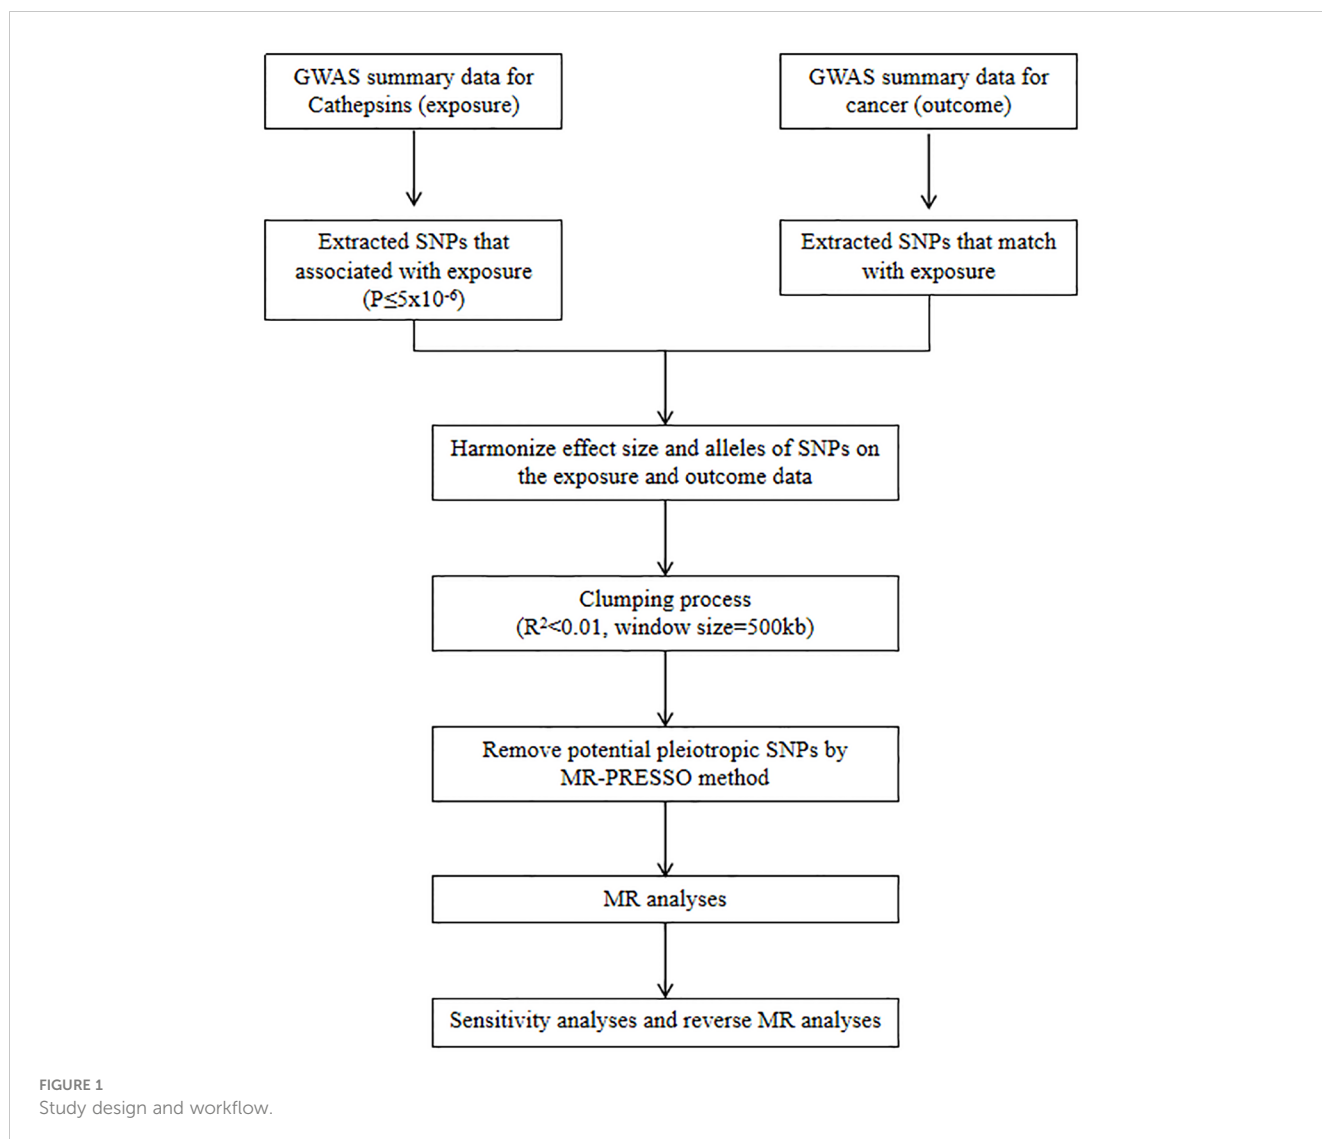 GWAS summary data for
Cathepsins (exposure)
GWAS summary data for
cancer (outcome)
Extracted SNPs that
associated with exposure
(P≤5x10⁻⁶)
Extracted SNPs that match
with exposure
Harmonize effect size and alleles of SNPs on
the exposure and outcome data
Clumping process
(R²<0.01, window size=500kb)
Remove potential pleiotropic SNPs by
MR-PRESSO method
MR analyses
Sensitivity analyses and reverse MR analyses
FIGURE 1
Study design and workflow.